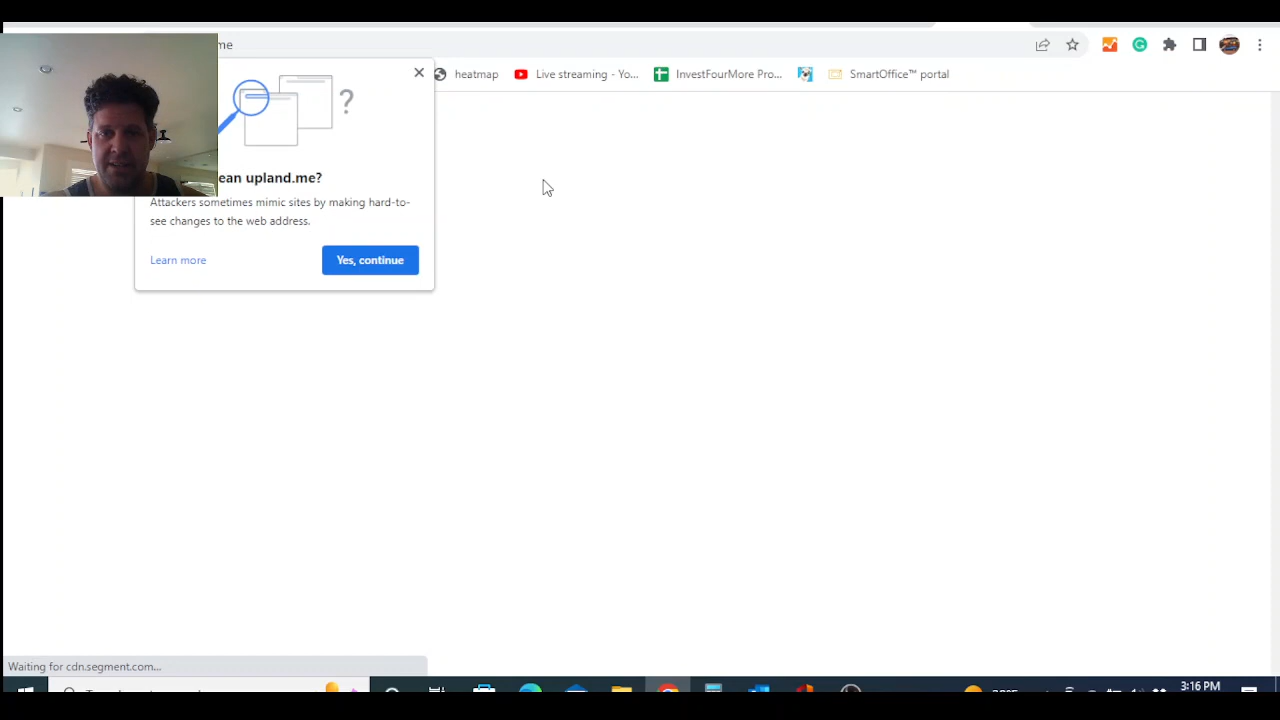 me
heatmap
Live streaming - Yo...
InvestFourMore Pro...
SmartOffice™ portal
?
ean upland.me?
Attackers sometimes mimic sites by making hard-to-
see changes to the web address.
Learn more
Yes, continue
Waiting for cdn.segment.com...
3:16 PM